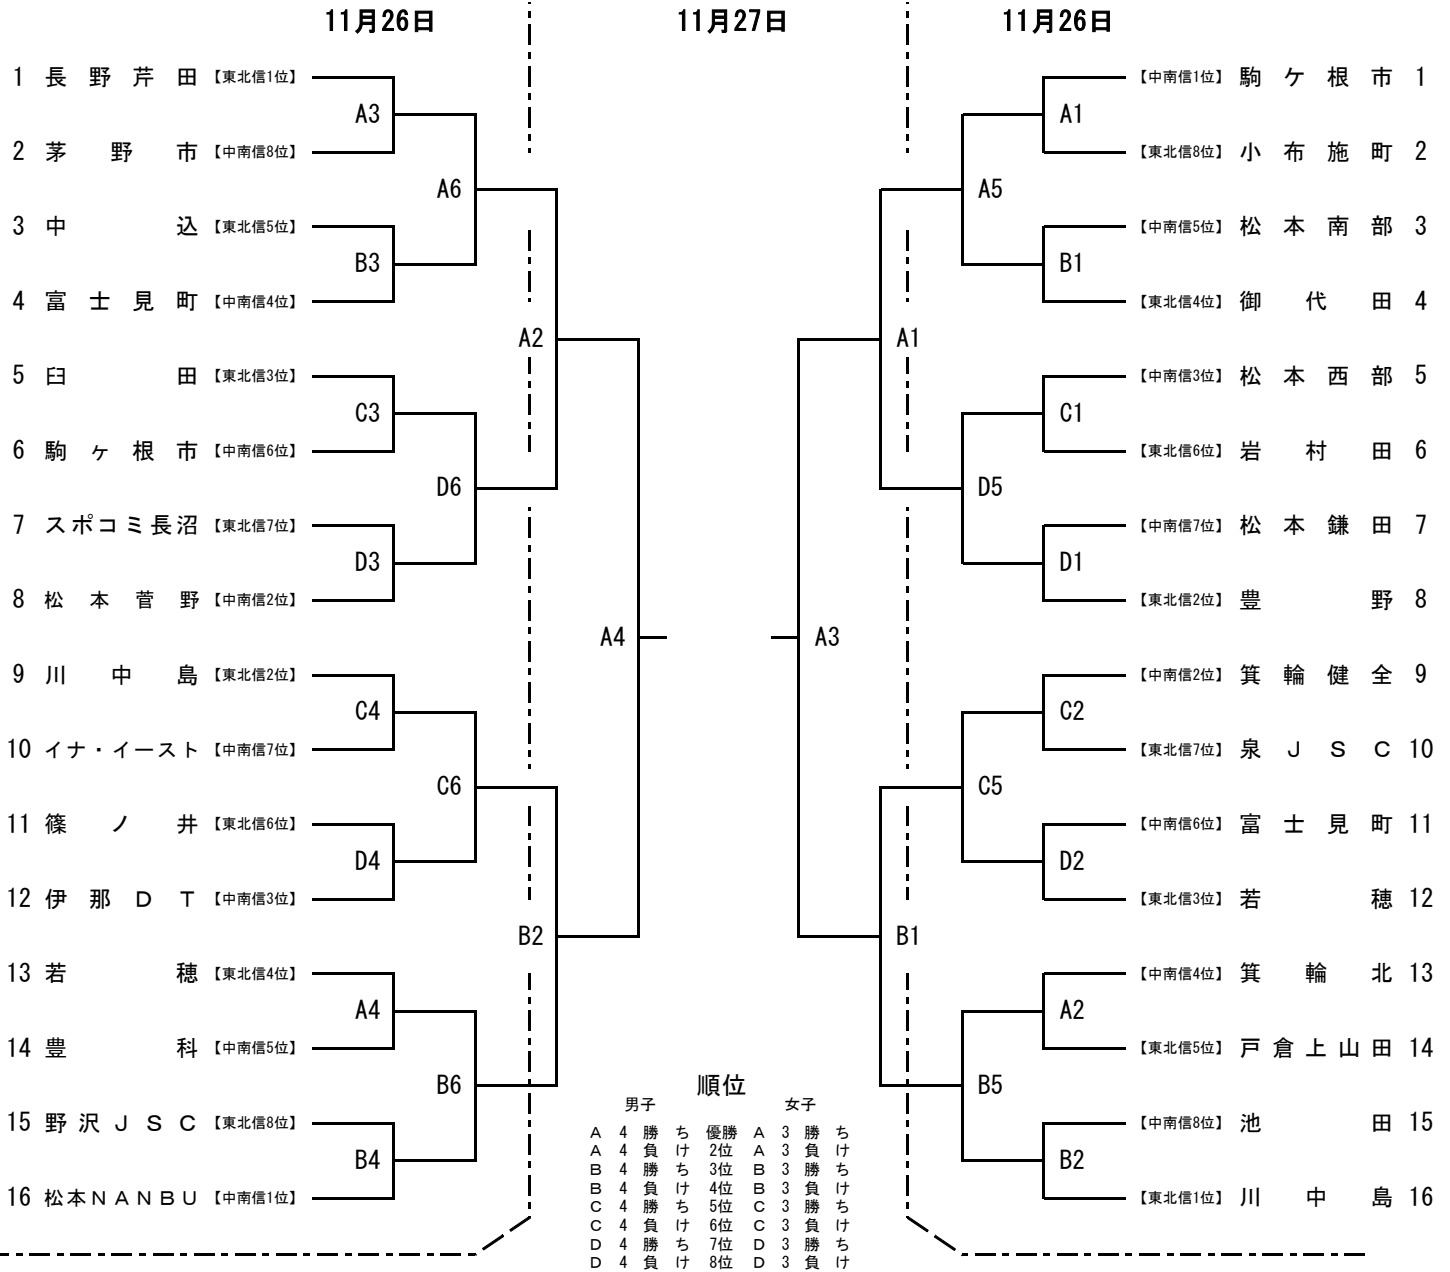 11月26日 11月27日 11月26日
1 長野芹田 【東北信1位】 【中南信1位】 駒ケ根市 1
A3 A1
2 茅野市 【中南信8位】 【東北信8位】 小布施町 2
A6 A5
3 中込 【東北信5位】 【中南信5位】 松本南部 3
B3 B1
4 富士見町 【中南信4位】 【東北信4位】 御代田 4
A2 A1
5 臼田 【東北信3位】 【中南信3位】 松本西部 5
C3 C1
6 駒ヶ根市 【中南信6位】 【東北信6位】 岩村田 6
D6 D5
7 スポコミ長沼 【東北信7位】 【中南信7位】 松本鎌田 7
D3 D1
8 松本菅野 【中南信2位】 【東北信2位】 豊野 8
A4 A3
9 川中島 【東北信2位】 【中南信2位】 箕輪健全 9
C4 C2
10 イナ・イースト 【中南信7位】 【東北信7位】 泉JSC 10
C6 C5
11 篠ノ井 【東北信6位】 【中南信6位】 富士見町 11
D4 D2
12 伊那DT 【中南信3位】 【東北信3位】 若穂 12
B2 B1
13 若穂 【東北信4位】 【中南信4位】 箕輪北 13
A4 A2
14 豊科 【中南信5位】 【東北信5位】 戸倉上山田 14
B6 B5
15 野沢JSC 【東北信8位】 【中南信8位】 池田 15
B4 B2
16 松本NANBU 【中南信1位】 【東北信1位】 川中島 16
順位
男子 女子
A 4 勝ち 優勝 A 3 勝ち
A 4 負け 2位 A 3 負け
B 4 勝ち 3位 B 3 勝ち
B 4 負け 4位 B 3 負け
C 4 勝ち 5位 C 3 勝ち
C 4 負け 6位 C 3 負け
D 4 勝ち 7位 D 3 勝ち
D 4 負け 8位 D 3 負け